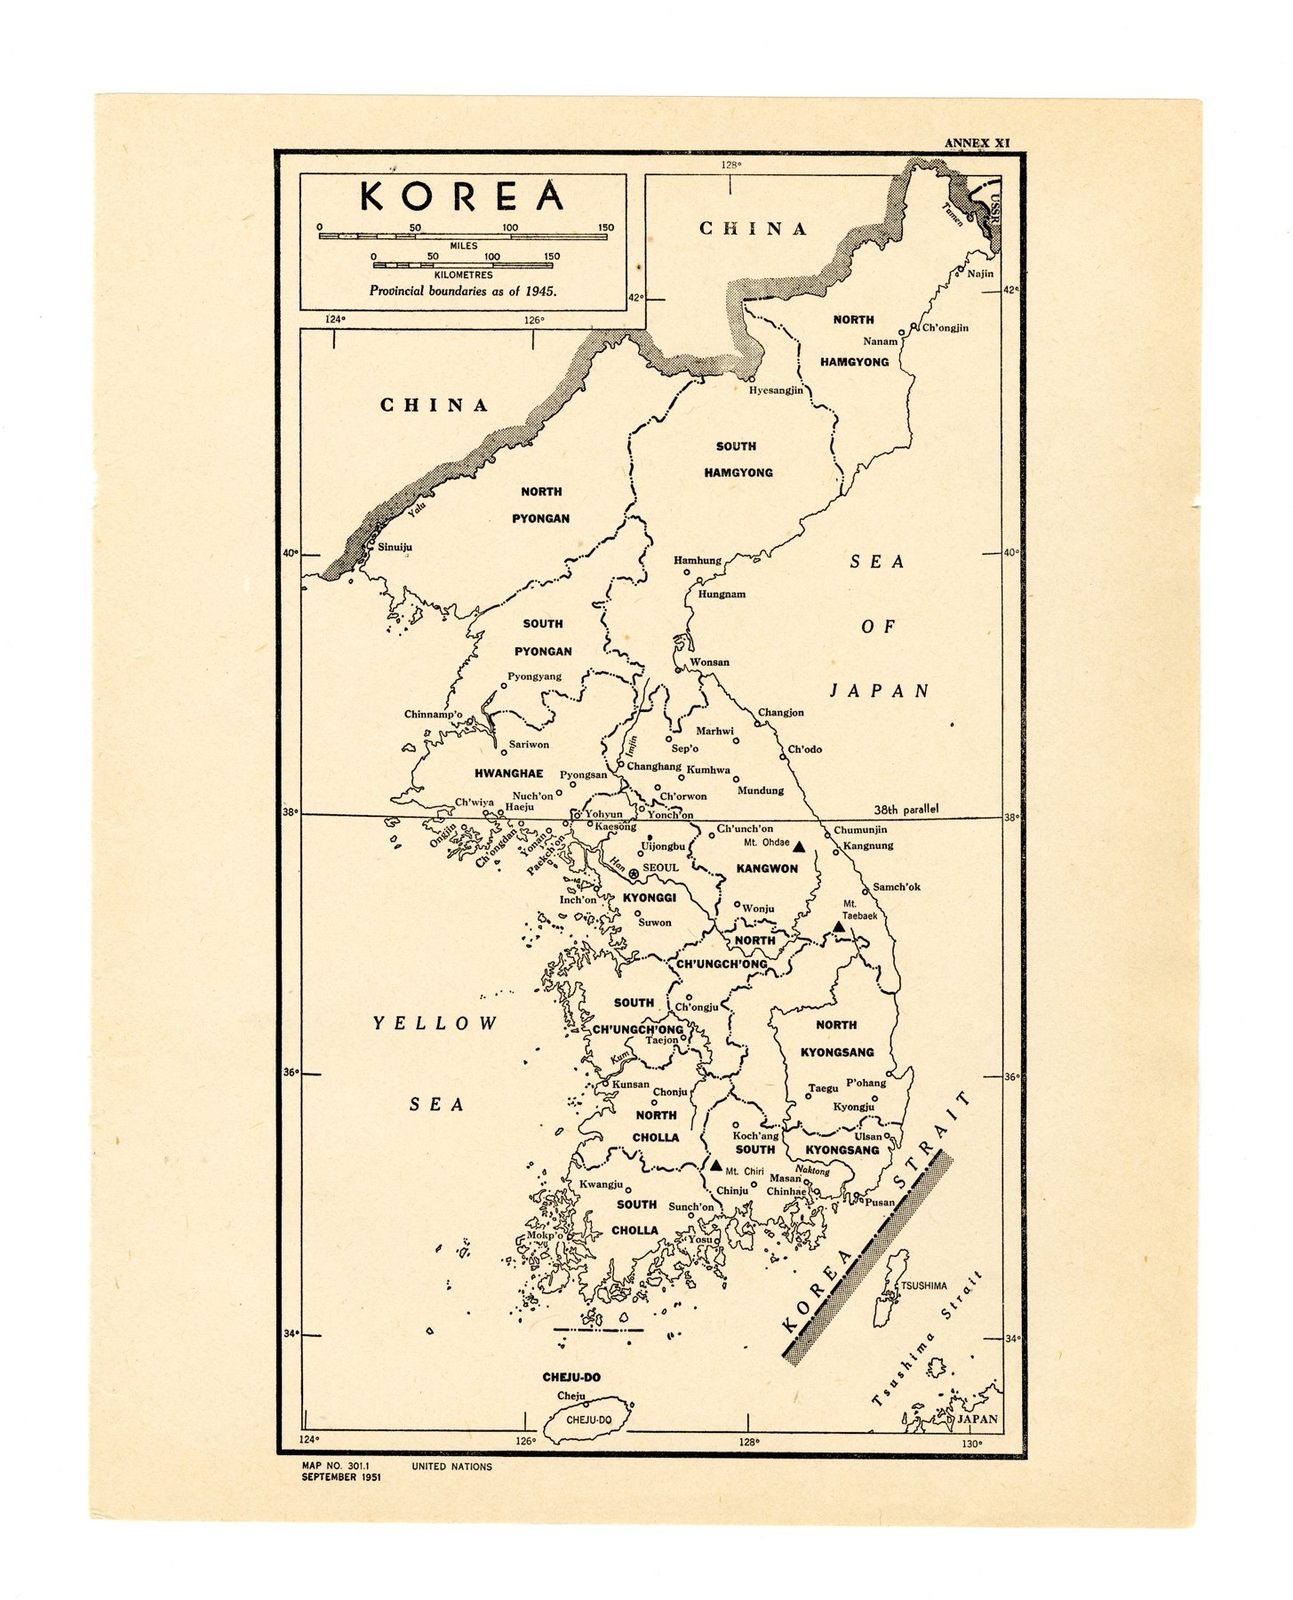 ANNEX XI
KOREA
0 50 100 150
MILES
0 50 100 150
KILOMETRES
Provincial boundaries as of 1945.
128°
CHINA
USSR
Tumen
Najin
42°
42°
124°
126°
NORTH
HAMGYONG
Ch'ongjin
Nanam
Hyesangjin
CHINA
SOUTH
HAMGYONG
NORTH
PYONGAN
Yalu
Sinuiju
40°
40°
Hamhung
Hungnam
SEA
OF
JAPAN
SOUTH
PYONGAN
Pyongyang
Wonsan
Chinnamp'o
Changjon
Marhwi
Sep'o
Ch'odo
Imjin
Sariwon
HWANGHAE
Changhang
Kumhwa
Pyongsan
Mundung
Nuch'on
Ch'orwon
Ch'wiya
Haeju
38th parallel
38°
38°
Yohyun
Yonch'on
Kaesong
Ongjin
Ch'ongdan
Yonan
Paekch'on
Ch'unch'on
Chumunjin
Mt. Ohdae
Kangnung
Uijongbu
Han
SEOUL
KANGWON
Samch'ok
Inch'on
KYONGGI
Suwon
Wonju
Mt.
Taebaek
NORTH
CH'UNGCH'ONG
SOUTH
CH'UNGCH'ONG
Ch'ongju
Taejon
YELLOW
SEA
NORTH
KYONGSANG
Kum
36°
36°
Kunsan
Chonju
Taegu
P'ohang
Kyongju
NORTH
CHOLLA
Koch'ang
Ulsan
SOUTH
KYONGSANG
Mt. Chiri
Naktong
Masan
Chinju
Chinhae
Pusan
Kwangju
SOUTH
CHOLLA
Sunch'on
Mokp'o
Yosu
KOREA STRAIT
TSUSHIMA
Tsushima Strait
34°
34°
CHEJU-DO
Cheju
CHEJU-DO
JAPAN
124°
126°
128°
130°
MAP NO. 301.1 UNITED NATIONS
SEPTEMBER 1951